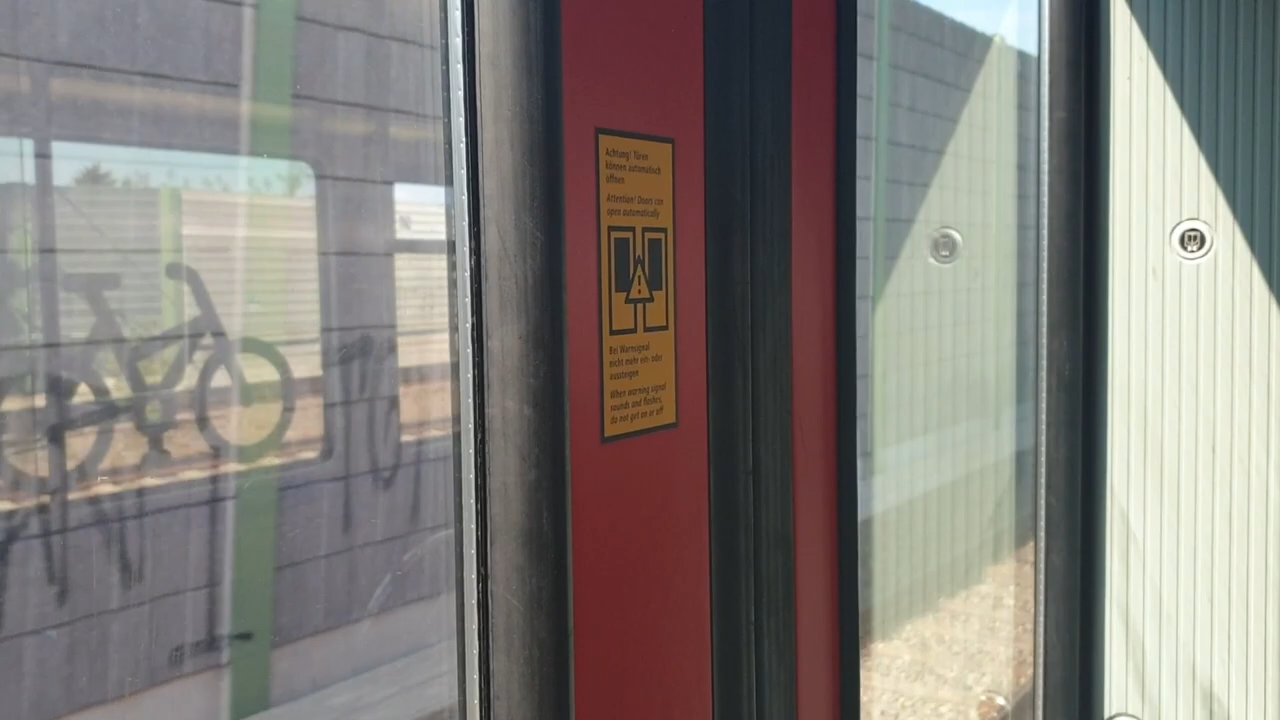 Achtung! Türen
können automatisch
öffnen
Attention! Doors can
open automatically
Bei Warnsignal
nicht mehr ein- oder
aussteigen
When warning signal
sounds and flashes,
do not get on or off